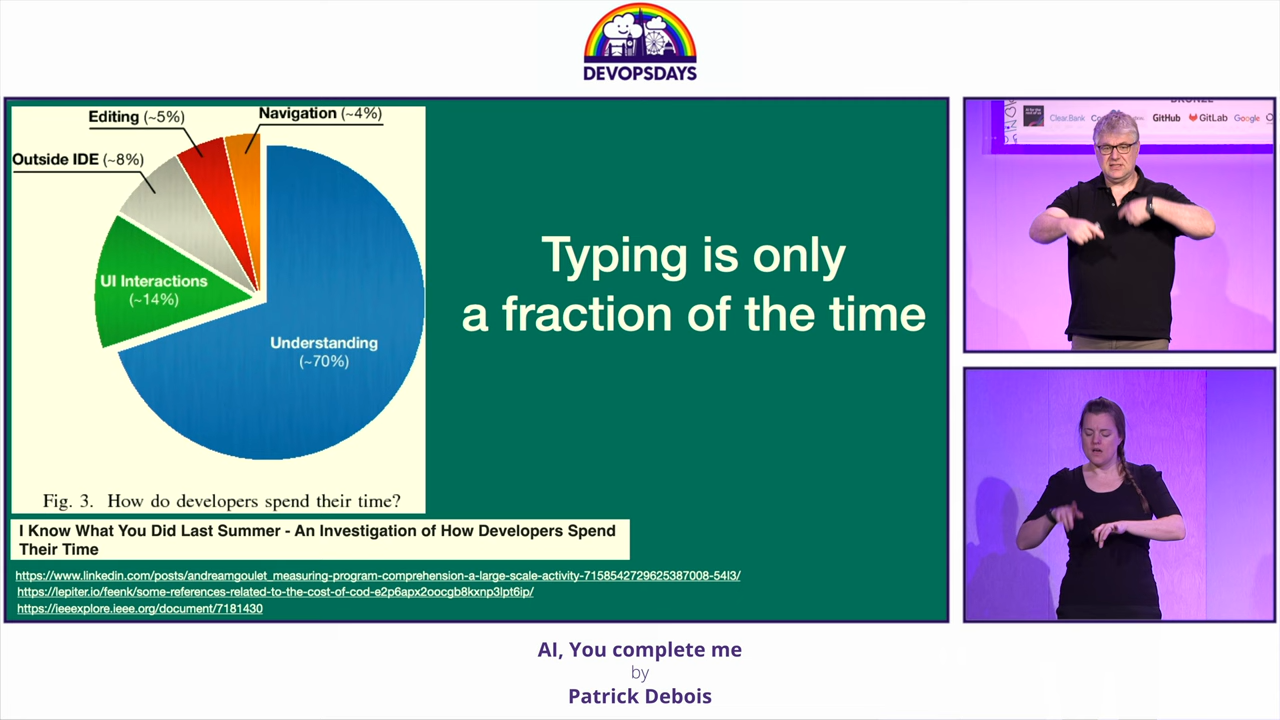 DEVOPSDAYS
Editing (~5%)
Navigation (~4%)
Outside IDE (~8%)
UI Interactions
(~14%)
Understanding
(~70%)
Fig. 3. How do developers spend their time?
Typing is only
a fraction of the time
I Know What You Did Last Summer - An Investigation of How Developers Spend
Their Time
https://www.linkedin.com/posts/andreamgoulet_measuring-program-comprehension-a-large-scale-activity-7158542729625387008-54l3/
https://lepiter.io/feenk/some-references-related-to-the-cost-of-cod-e2p6apx2oocgb8kxnp3lpt6ip/
https://ieeexplore.ieee.org/document/7181430
Clear.Bank
GitHub
GitLab
Google
AI, You complete me
by
Patrick Debois